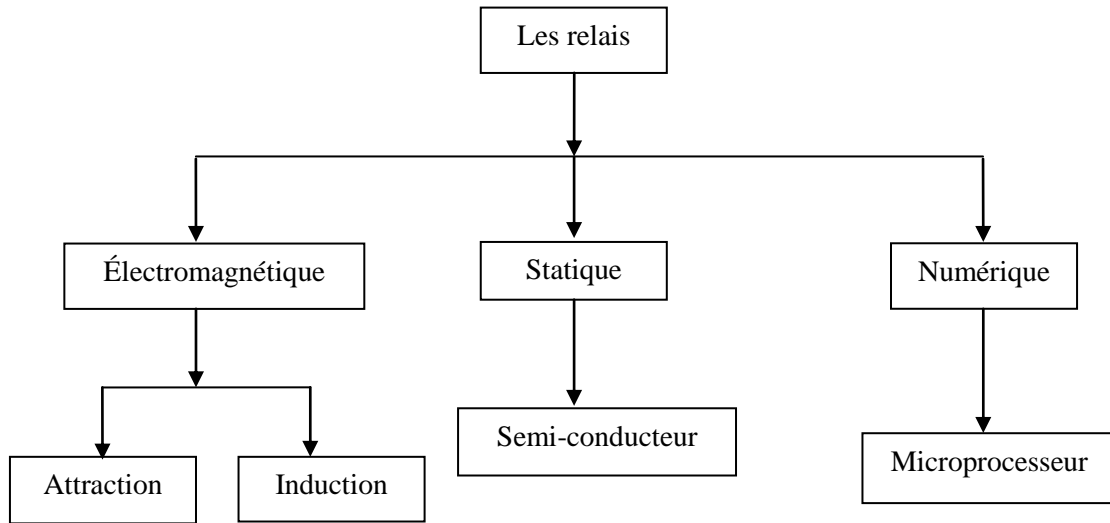 Les relais
Électromagnétique
Statique
Numérique
Attraction
Induction
Semi-conducteur
Microprocesseur